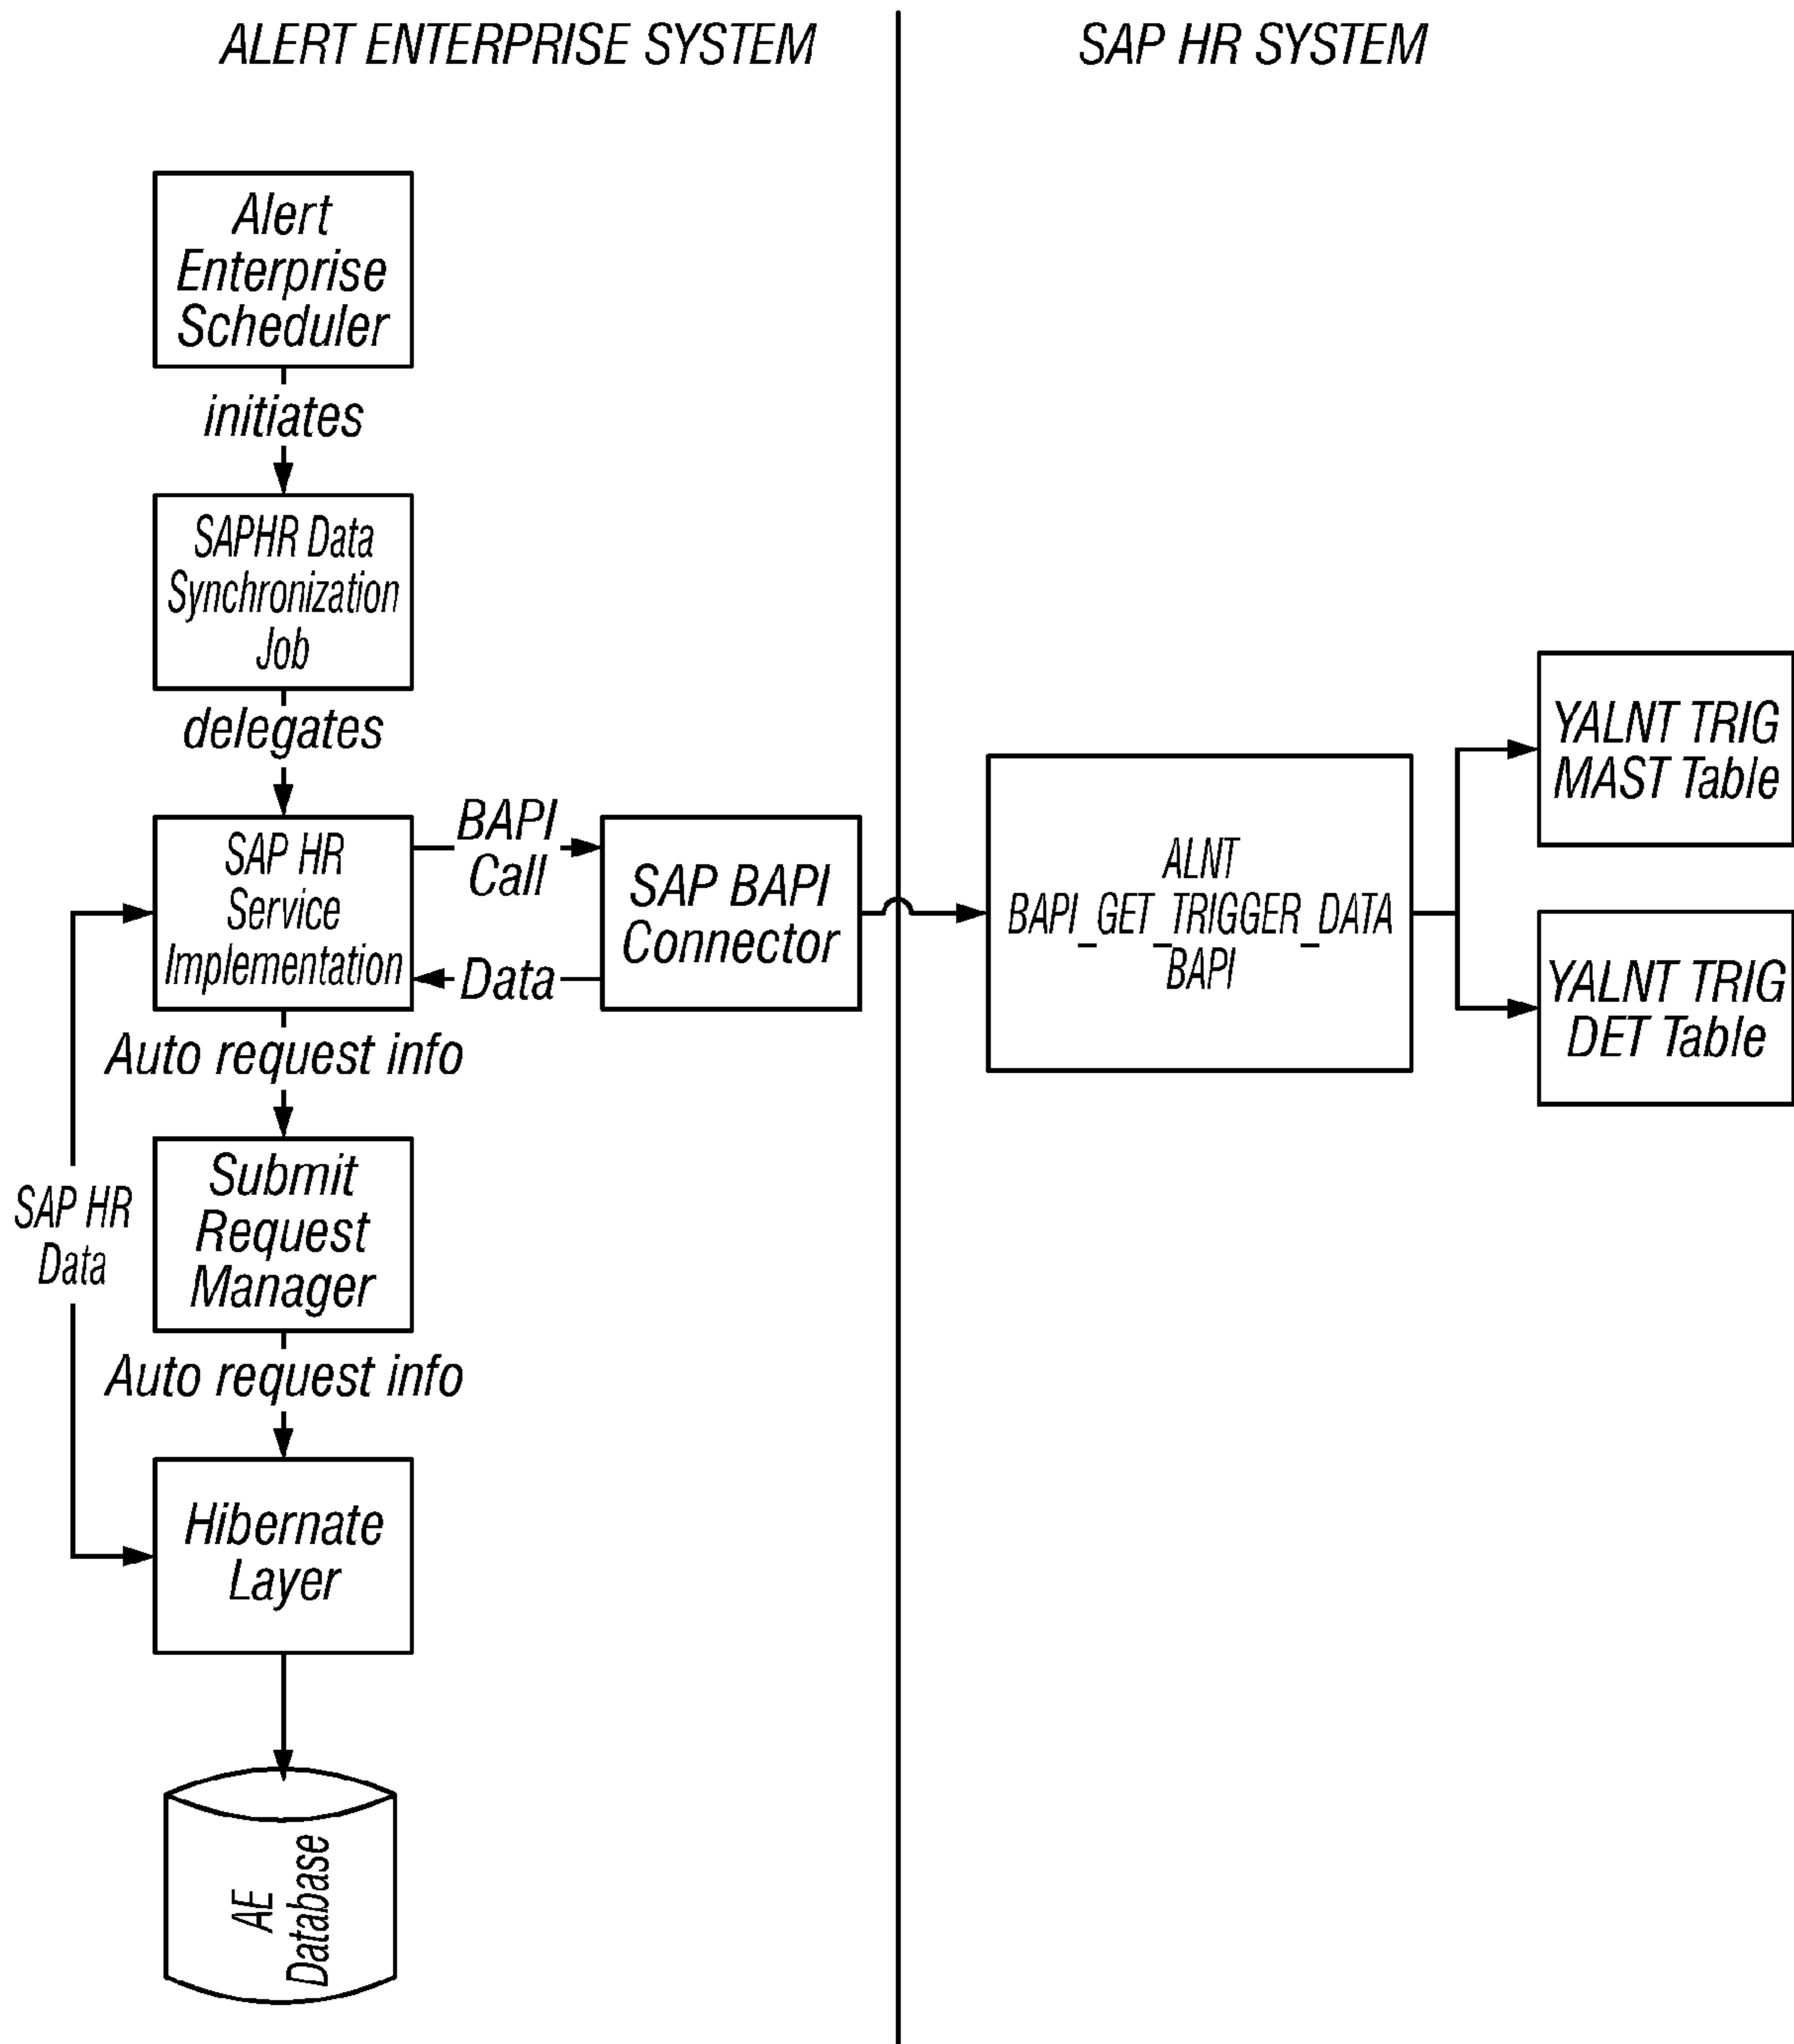 ALERT ENTERPRISE SYSTEM
SAP HR SYSTEM
Alert
Enterprise
Scheduler
initiates
SAPHR Data
Synchronization
Job
delegates
SAP HR
Service
Implementation
BAPI
Call
Data
SAP BAPI
Connector
ALNT
BAPI_GET_TRIGGER_DATA
BAPI
YALNT TRIG
MAST Table
YALNT TRIG
DET Table
Auto request info
Submit
Request
Manager
SAP HR
Data
Auto request info
Hibernate
Layer
AE
Database